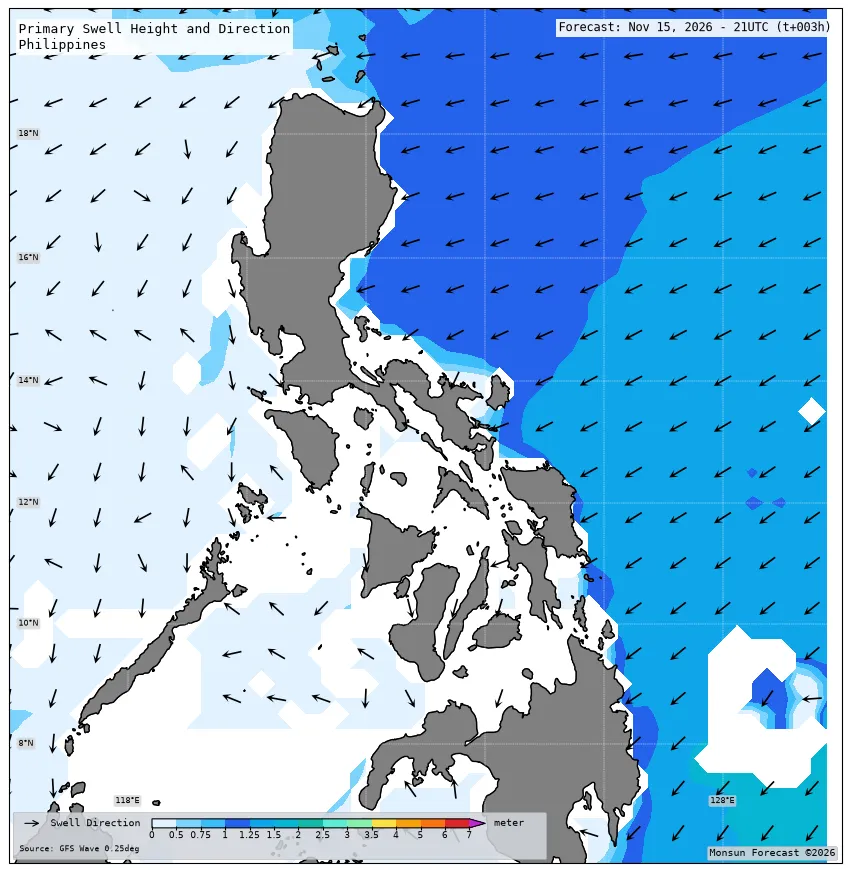 Primary Swell Height and Direction
Philippines
Forecast: Nov 15, 2026 - 21UTC (t+003h)
18°N
16°N
14°N
12°N
10°N
8°N
118°E
128°E
Swell Direction
0 0.5 0.75 1 1.25 1.5 2 2.5 3 3.5 4 5 6 7
meter
Source: GFS Wave 0.25deg
Monsun Forecast ©2026